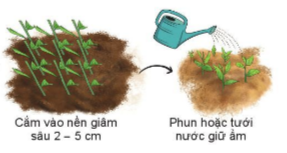 Cắm vào nền giâm
sâu 2 – 5 cm
Phun hoặc tưới
nước giữ ẩm